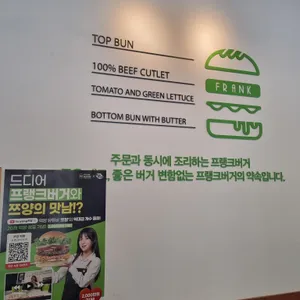 TOP BUN
100% BEEF CUTLET
FRANK
TOMATO AND GREEN LETTUCE
BOTTOM BUN WITH BUTTER
주문과 동시에 조리하는 프랭크버거
, 좋은 버거 변함없는 프랭크버거의 약속입니다.
드디어
프랭크버거와
쯔양의 만남!?